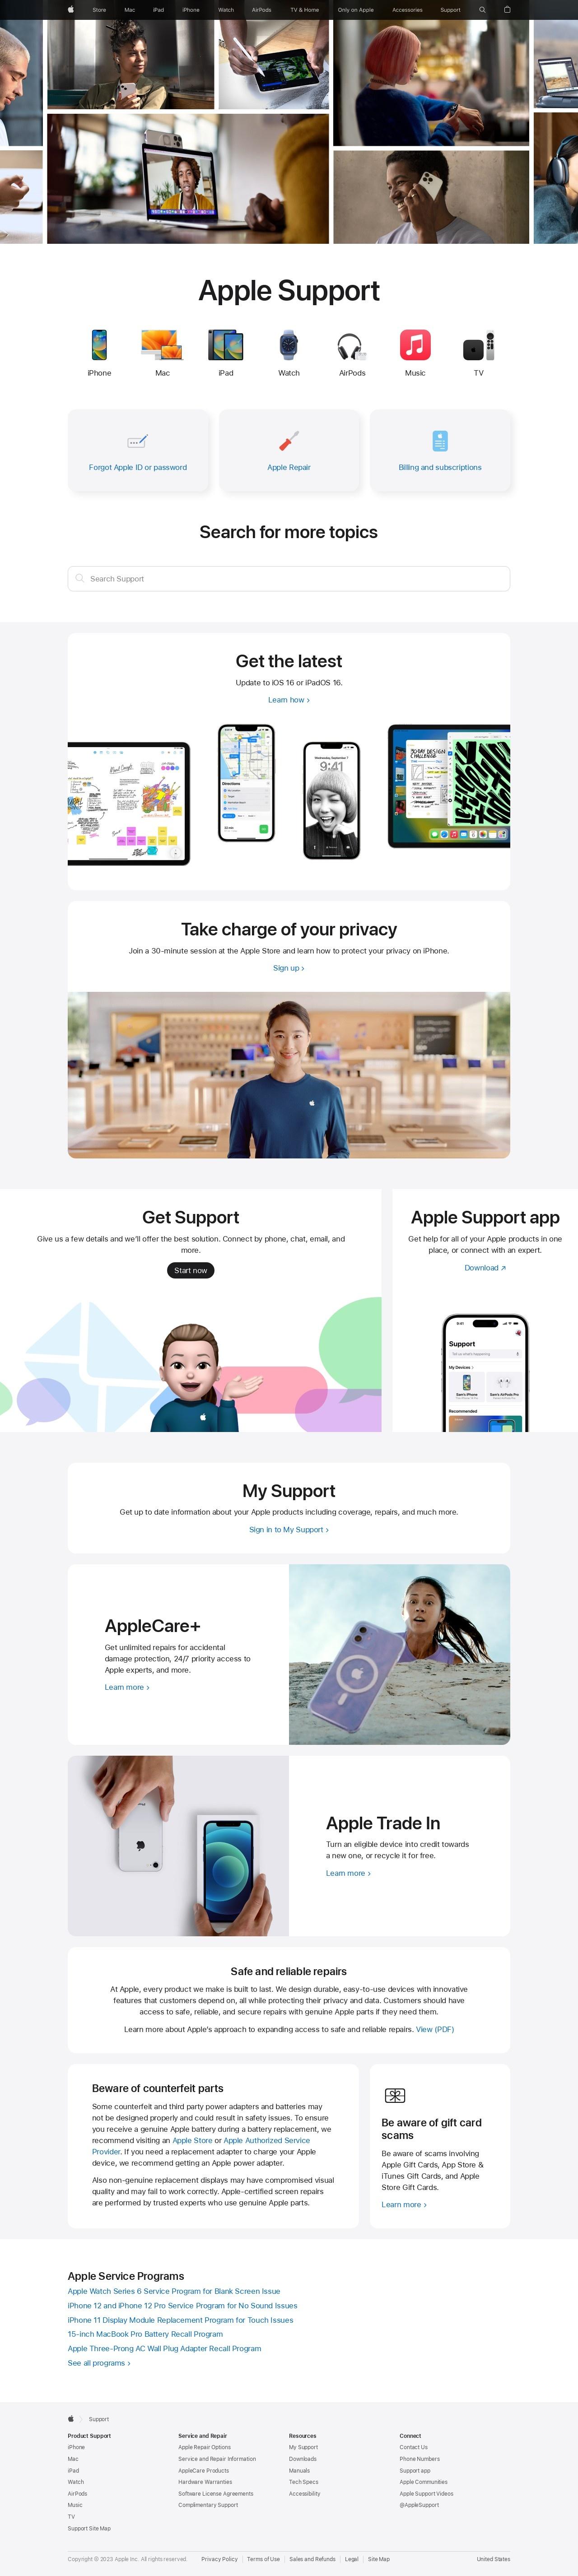 Store Mac iPad iPhone Watch AirPods TV & Home Only on Apple Accessories Support
Apple Support
iPhone Mac iPad Watch AirPods Music TV
Forgot Apple ID or password Apple Repair Billing and subscriptions
Search for more topics
Search Support
Get the latest
Update to iOS 16 or iPadOS 16.
Learn how ›
Directions
Wednesday, September 7
9:41
30-DAY DESIGN
CHALLENGE
Take charge of your privacy
Join a 30-minute session at the Apple Store and learn how to protect your privacy on iPhone.
Sign up ›
Get Support
Give us a few details and we'll offer the best solution. Connect by phone, chat, email, and
more.
Start now
Apple Support app
Get help for all of your Apple products in one
place, or connect with an expert.
Download ↗
9:41
Support
Tell us what's happening
My Devices ›
Sam's iPhone Sam's AirPods Pro
Recommended
My Support
Get up to date information about your Apple products including coverage, repairs, and much more.
Sign in to My Support ›
AppleCare+
Get unlimited repairs for accidental
damage protection, 24/7 priority access to
Apple experts, and more.
Learn more ›
Apple Trade In
Turn an eligible device into credit towards
a new one, or recycle it for free.
Learn more ›
Safe and reliable repairs
At Apple, every product we make is built to last. We design durable, easy-to-use devices with innovative
features that customers depend on, all while protecting their privacy and data. Customers should have
access to safe, reliable, and secure repairs with genuine Apple parts if they need them.
Learn more about Apple's approach to expanding access to safe and reliable repairs. View (PDF)
Beware of counterfeit parts
Some counterfeit and third party power adapters and batteries may
not be designed properly and could result in safety issues. To ensure
you receive a genuine Apple battery during a battery replacement, we
recommend visiting an Apple Store or Apple Authorized Service
Provider. If you need a replacement adapter to charge your Apple
device, we recommend getting an Apple power adapter.
Also non-genuine replacement displays may have compromised visual
quality and may fail to work correctly. Apple-certified screen repairs
are performed by trusted experts who use genuine Apple parts.
Be aware of gift card
scams
Be aware of scams involving
Apple Gift Cards, App Store &
iTunes Gift Cards, and Apple
Store Gift Cards.
Learn more ›
Apple Service Programs
Apple Watch Series 6 Service Program for Blank Screen Issue
iPhone 12 and iPhone 12 Pro Service Program for No Sound Issues
iPhone 11 Display Module Replacement Program for Touch Issues
15-inch MacBook Pro Battery Recall Program
Apple Three-Prong AC Wall Plug Adapter Recall Program
See all programs ›
Support
Product Support
iPhone
Mac
iPad
Watch
AirPods
Music
TV
Support Site Map
Service and Repair
Apple Repair Options
Service and Repair Information
AppleCare Products
Hardware Warranties
Software License Agreements
Complimentary Support
Resources
My Support
Downloads
Manuals
Tech Specs
Accessibility
Connect
Contact Us
Phone Numbers
Support app
Apple Communities
Apple Support Videos
@AppleSupport
Copyright © 2023 Apple Inc. All rights reserved. Privacy Policy Terms of Use Sales and Refunds Legal Site Map United States